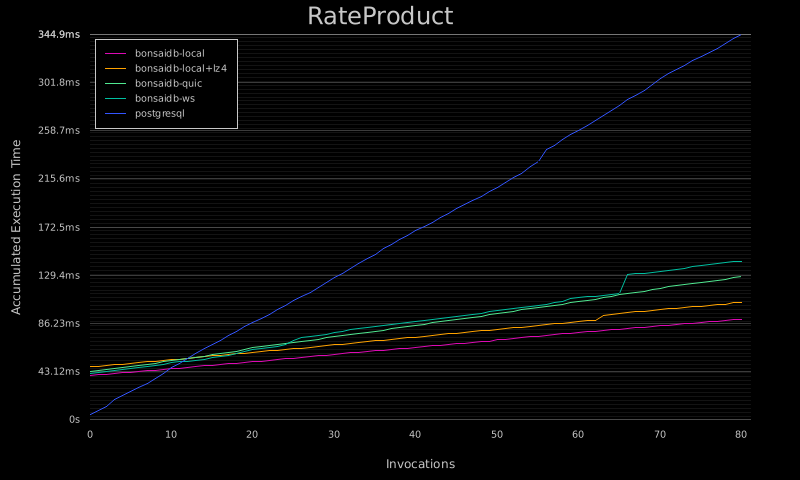 RateProduct
344.9ms
301.8ms
258.7ms
215.6ms
172.5ms
129.4ms
86.23ms
43.12ms
0s
Accumulated Execution Time
bonsaidb-local
bonsaidb-local+lz4
bonsaidb-quic
bonsaidb-ws
postgresql
0 10 20 30 40 50 60 70 80
Invocations